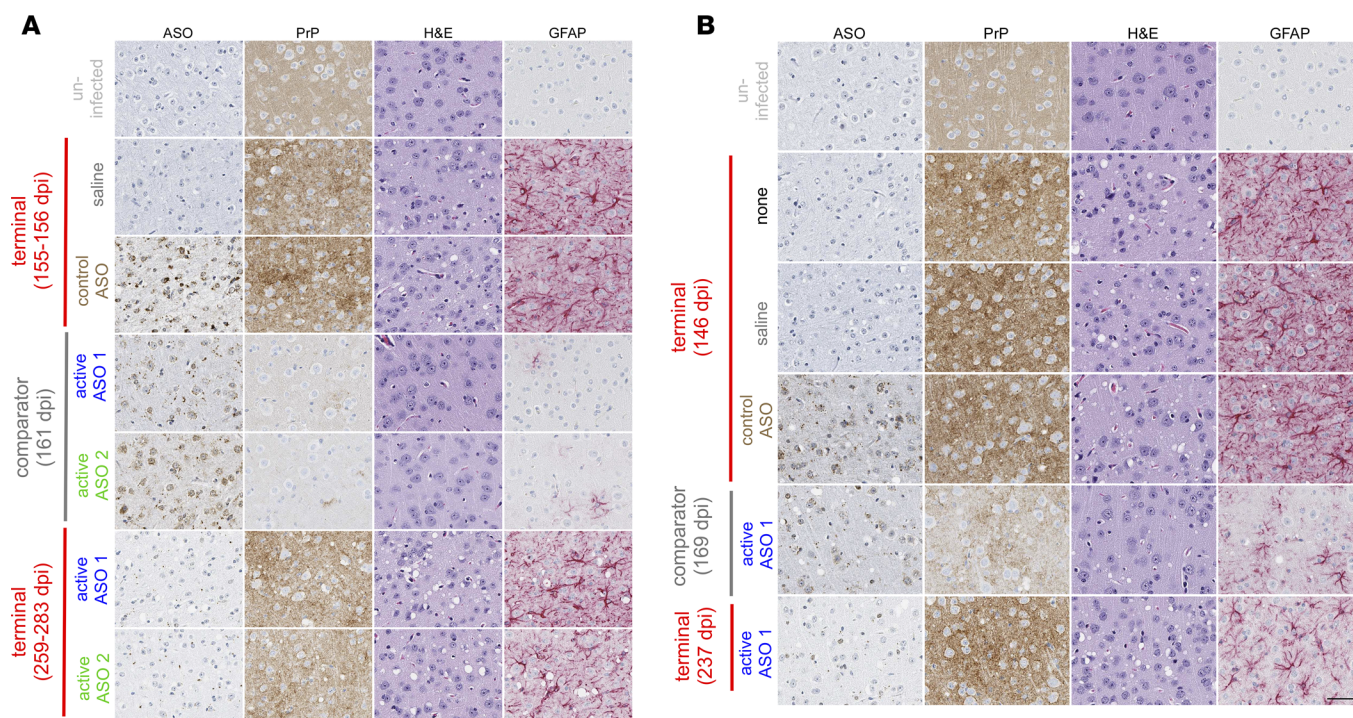 A
ASO PrP H&E GFAP
un-
infected
terminal
(155-156 dpi)
saline
control
ASO
comparator
(161 dpi)
active
ASO 1
active
ASO 2
terminal
(259-283 dpi)
active
ASO 1
active
ASO 2
B
ASO PrP H&E GFAP
un-
infected
terminal
(146 dpi)
none
saline
control
ASO
comparator
(169 dpi)
active
ASO 1
terminal
(237 dpi)
active
ASO 1